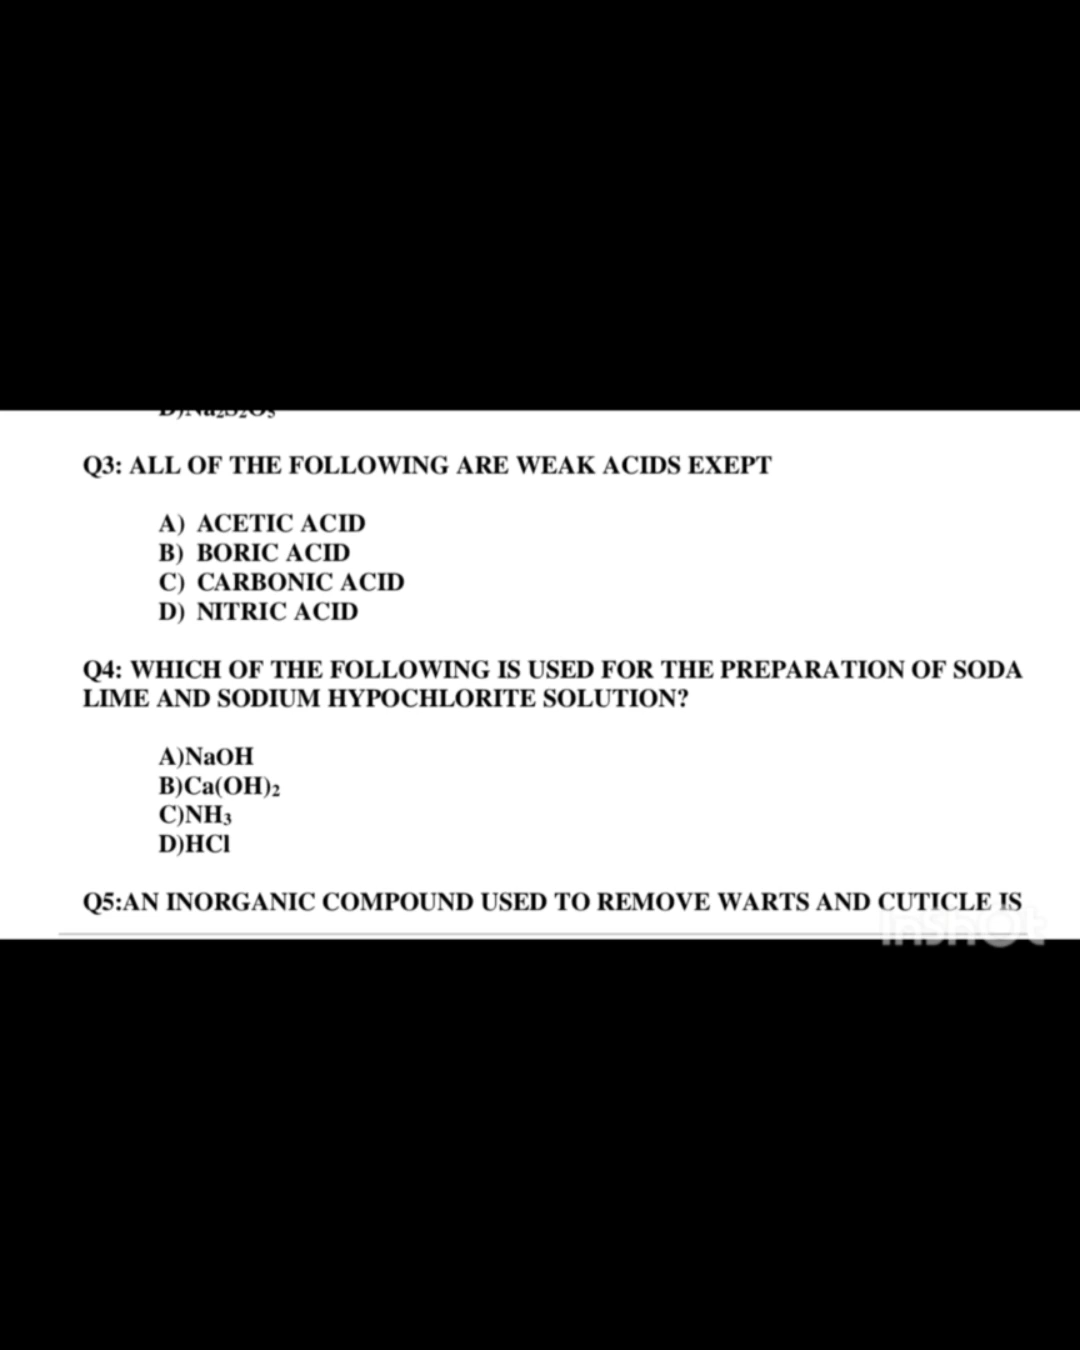 D)Na₂S₂O₅
Q3: ALL OF THE FOLLOWING ARE WEAK ACIDS EXEPT
A) ACETIC ACID
B) BORIC ACID
C) CARBONIC ACID
D) NITRIC ACID
Q4: WHICH OF THE FOLLOWING IS USED FOR THE PREPARATION OF SODA
LIME AND SODIUM HYPOCHLORITE SOLUTION?
A)NaOH
B)Ca(OH)₂
C)NH₃
D)HCl
Q5:AN INORGANIC COMPOUND USED TO REMOVE WARTS AND CUTICLE IS
InShOt